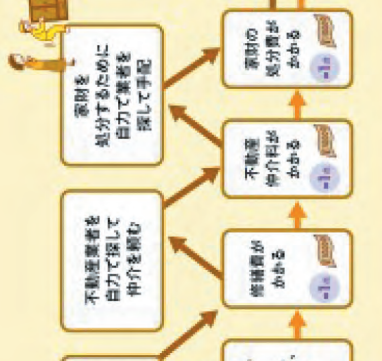 不動産業者を
自力で探して
仲介を頼む
家財を
処分するために
自力で業者を
探して手配
修繕費が
かかる
-1
不動産
仲介料が
かかる
-1
家財の
処分費が
かかる
-1